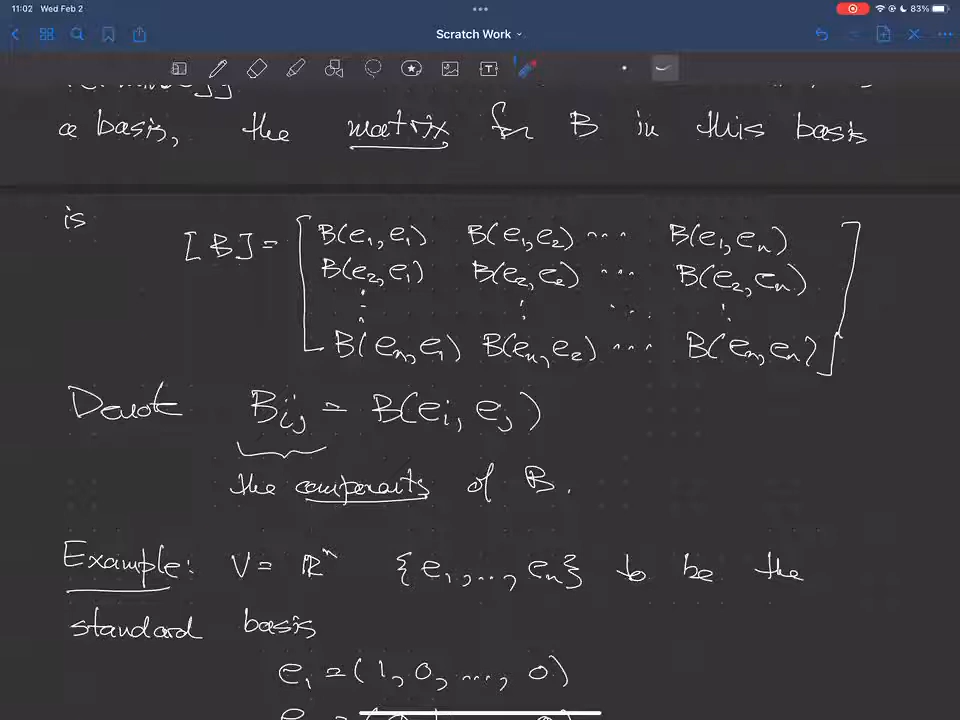 11:02 Wed Feb 2
83%
Scratch Work
a basis, the matrix for B in this basis
is
[B] = [ B(e₁, e₁) B(e₁, e₂) ... B(e₁, eₙ)
B(e₂, e₁) B(e₂, e₂) ... B(e₂, eₙ)
⋮ ⋮ ⋱ ⋮
B(eₙ, e₁) B(eₙ, e₂) ... B(eₙ, eₙ) ]
Denote Bᵢⱼ = B(eᵢ, eⱼ)
the components of B.
Example: V = ℝⁿ {e₁, ..., eₙ} to be the
standard basis
e₁ = (1, 0, ..., 0)